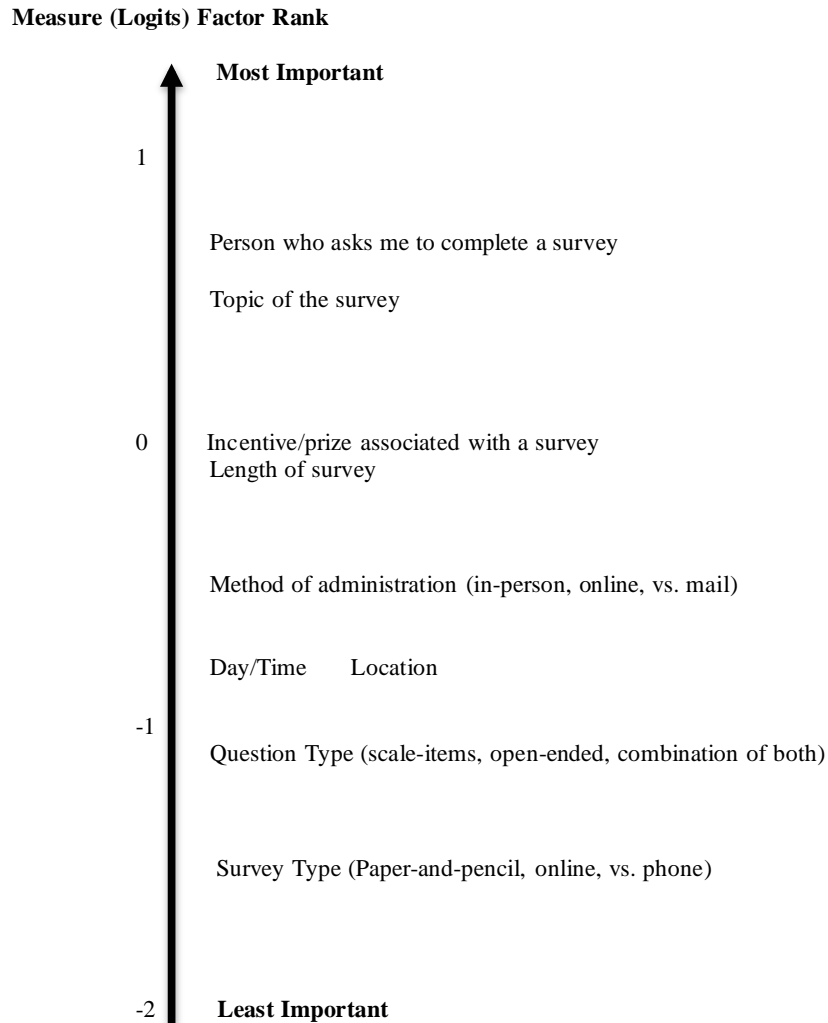 Measure (Logits) Factor Rank
Most Important
1
Person who asks me to complete a survey
Topic of the survey
0 Incentive/prize associated with a survey
Length of survey
Method of administration (in-person, online, vs. mail)
Day/Time Location
-1
Question Type (scale-items, open-ended, combination of both)
Survey Type (Paper-and-pencil, online, vs. phone)
-2 Least Important